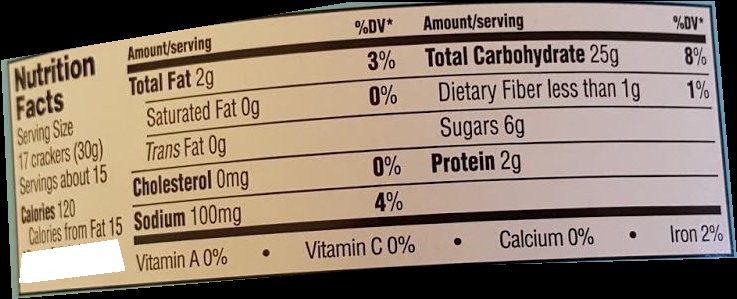 Nutrition
Facts
Serving Size
17 crackers (30g)
Servings about 15
Calories 120
Calories from Fat 15
Amount/serving %DV*
Total Fat 2g 3%
Saturated Fat 0g 0%
Trans Fat 0g
Cholesterol 0mg 0%
Sodium 100mg 4%
Amount/serving %DV*
Total Carbohydrate 25g 8%
Dietary Fiber less than 1g 1%
Sugars 6g
Protein 2g
Vitamin A 0% • Vitamin C 0% • Calcium 0% • Iron 2%